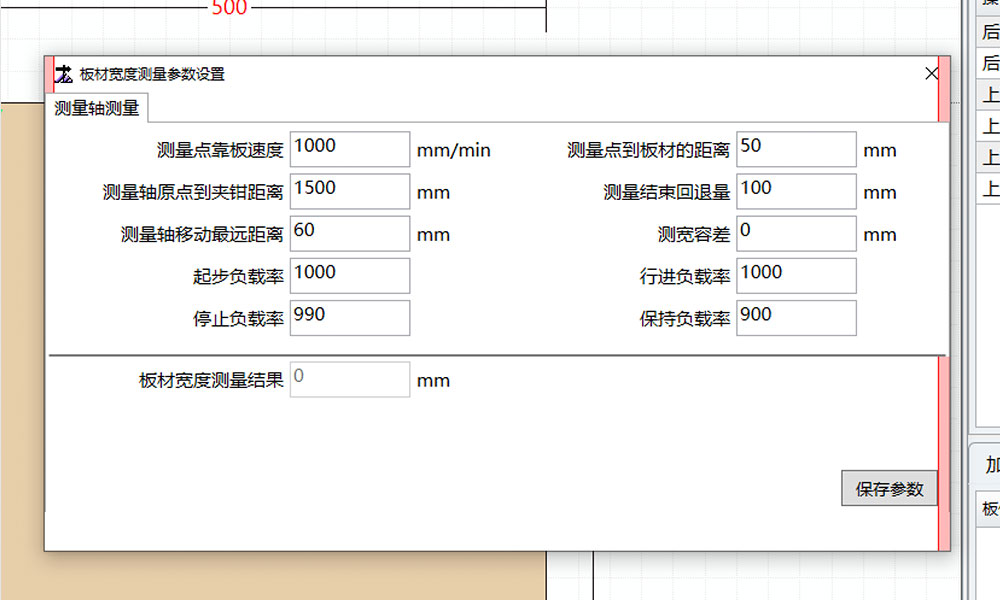 500
板材宽度测量参数设置
测量轴测量
测量点靠板速度 1000 mm/min 测量点到板材的距离 50 mm
测量轴原点到夹钳距离 1500 mm 测量结束回退量 100 mm
测量轴移动最远距离 60 mm 测宽容差 0 mm
起步负载率 1000 行进负载率 1000
停止负载率 990 保持负载率 900
板材宽度测量结果 0 mm
保存参数
后
后
上
上
上
上
加
板